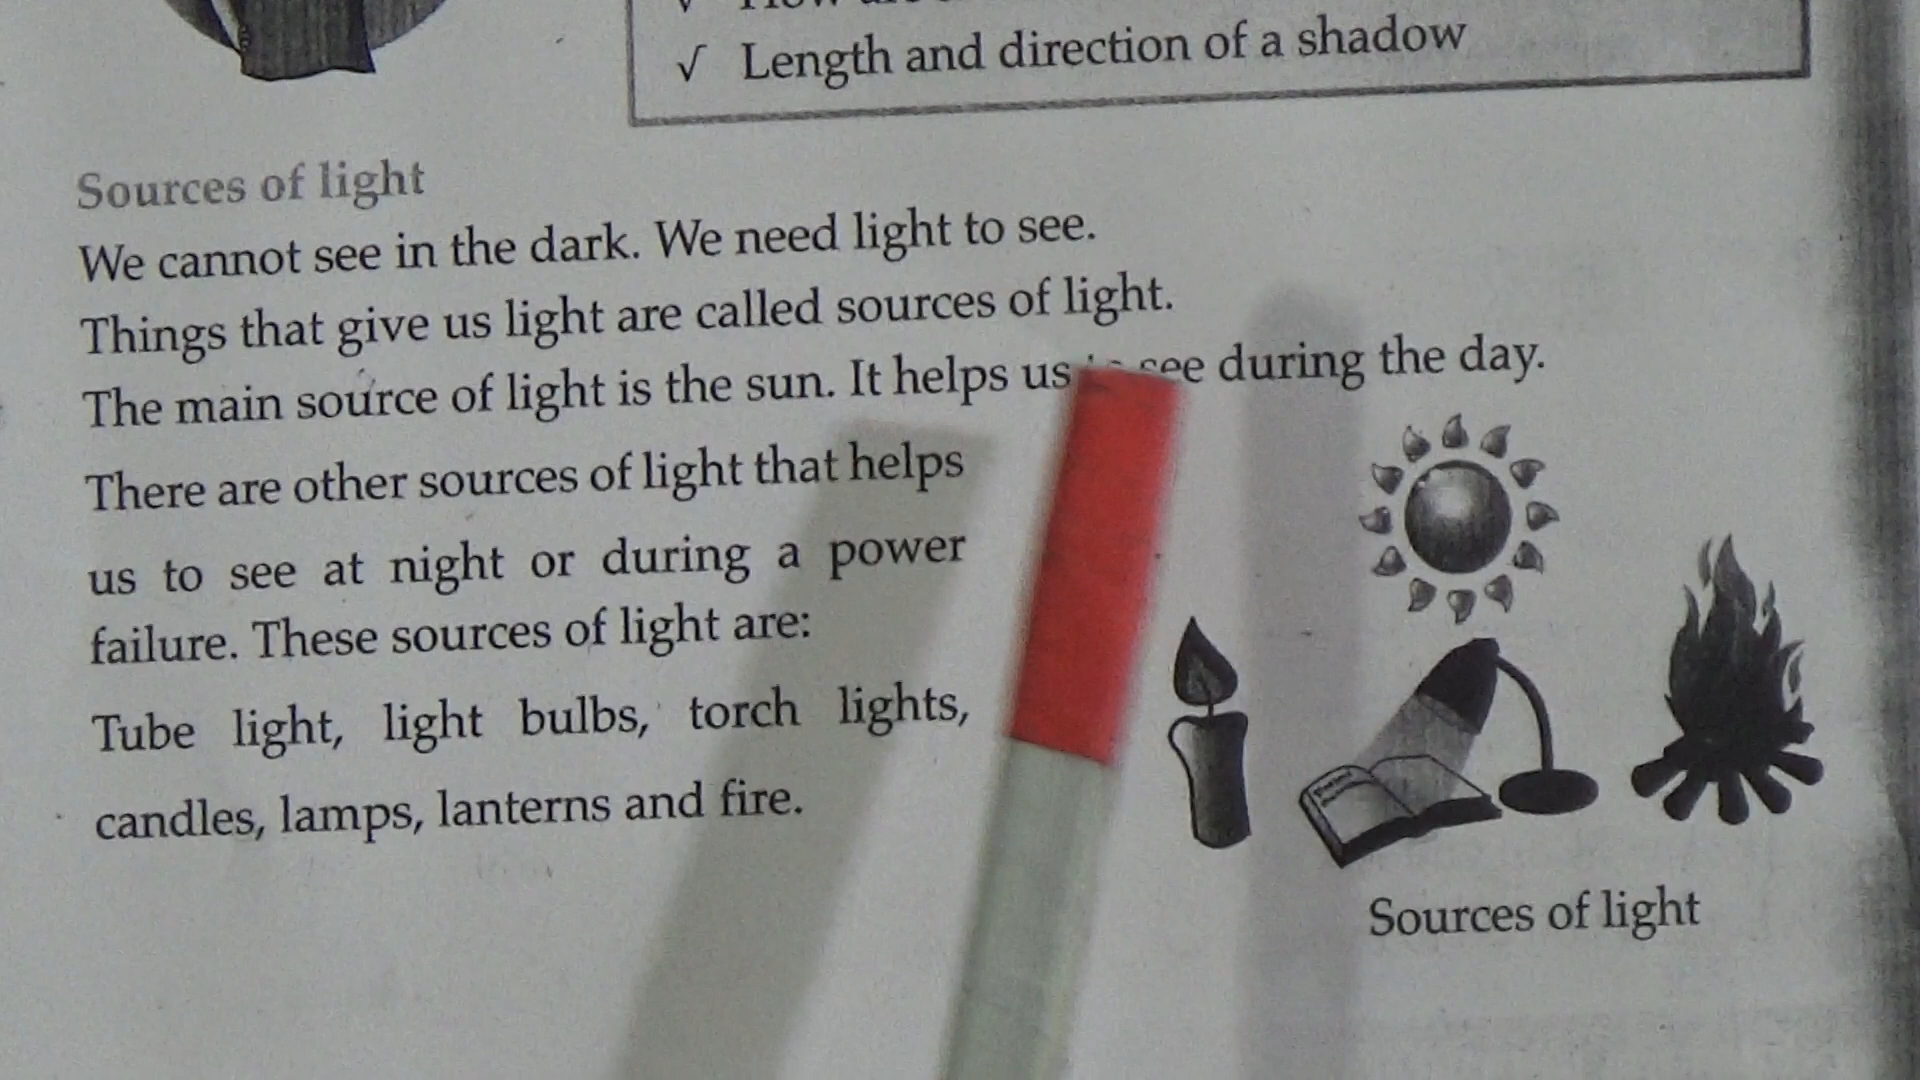 √ How
√ Length and direction of a shadow
Sources of light
We cannot see in the dark. We need light to see.
Things that give us light are called sources of light.
The main source of light is the sun. It helps us see during the day.
There are other sources of light that helps
us to see at night or during a power
failure. These sources of light are:
Tube light, light bulbs, torch lights,
candles, lamps, lanterns and fire.
Sources of light